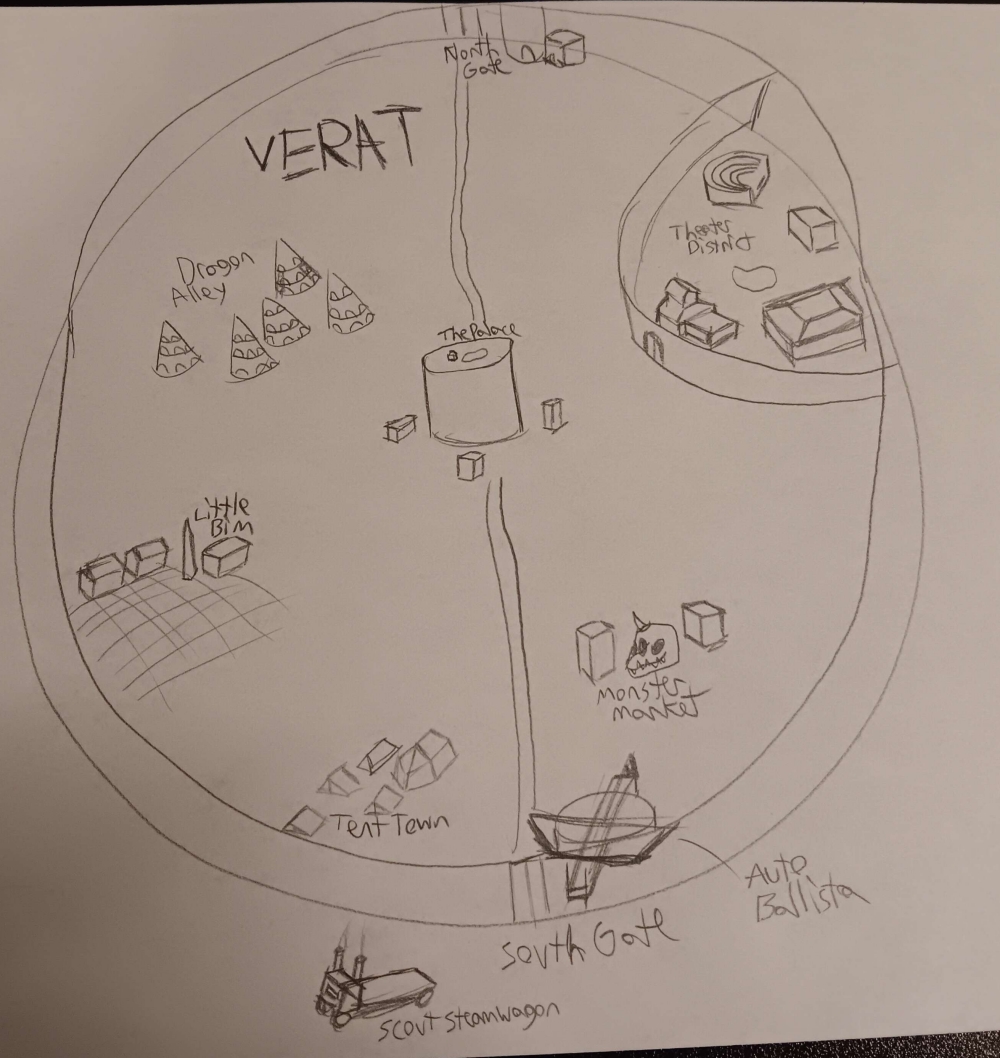 North
Gate
VERAT
Theater
District
Dragon
Alley
The Palace
Little
Bim
Monster
Market
Tent Town
Auto
Ballista
South Gate
Scout Steamwagon